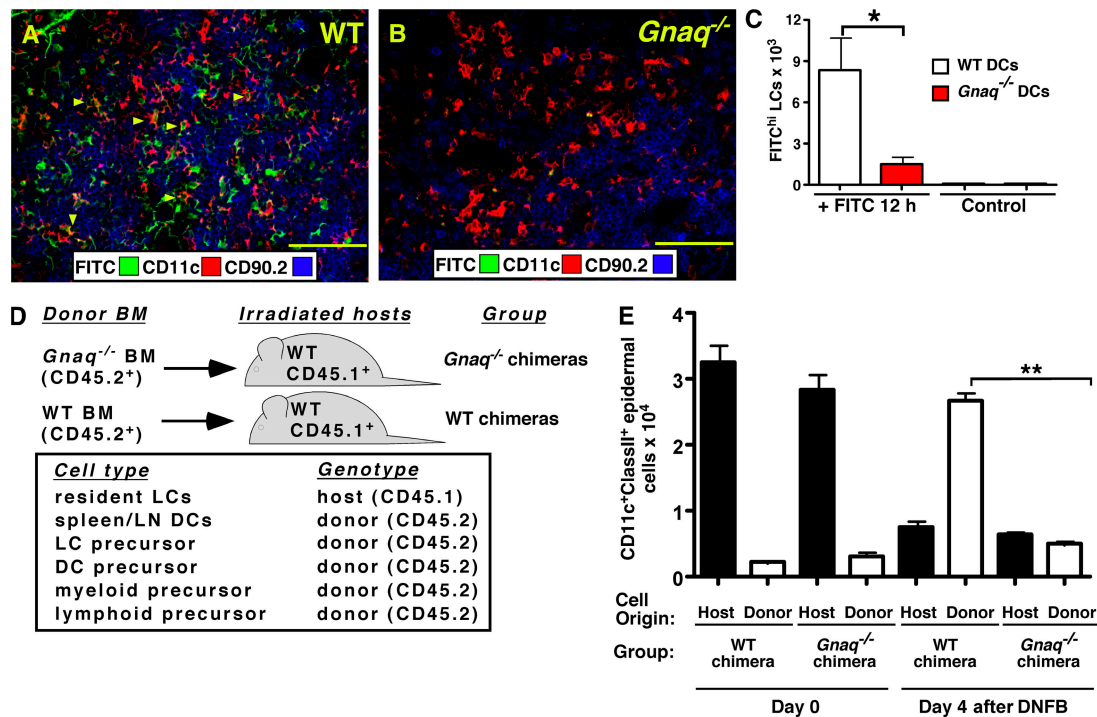 A
WT
FITC CD11c CD90.2
B
Gnaq-/-
FITC CD11c CD90.2
C
FITChi LCs x 10³
12
9
6
3
0
*
WT DCs
Gnaq-/- DCs
+ FITC 12 h
Control
D
Donor BM Irradiated hosts Group
Gnaq-/- BM
(CD45.2+)
WT
CD45.1+
Gnaq-/- chimeras
WT BM
(CD45.2+)
WT
CD45.1+
WT chimeras
Cell type Genotype
resident LCs host (CD45.1)
spleen/LN DCs donor (CD45.2)
LC precursor donor (CD45.2)
DC precursor donor (CD45.2)
myeloid precursor donor (CD45.2)
lymphoid precursor donor (CD45.2)
E
CD11c+ClassII+ epidermal
cells x 10⁴
4
3
2
1
0
**
Cell
Origin:
Host Donor Host Donor Host Donor Host Donor
Group:
WT
chimera
Gnaq-/-
chimera
WT
chimera
Gnaq-/-
chimera
Day 0
Day 4 after DNFB